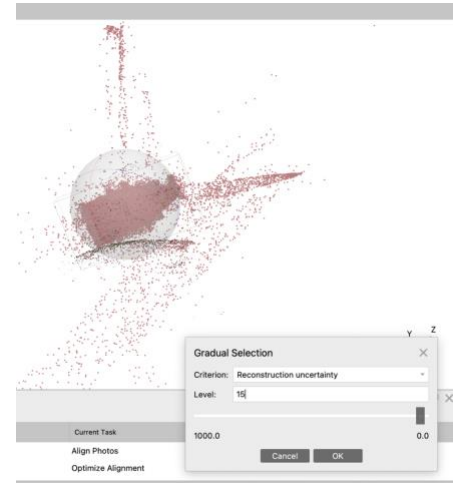 Y Z
Gradual Selection
Criterion: Reconstruction uncertainty
Level: 15
1000.0 0.0
Cancel OK
Current Task
Align Photos
Optimize Alignment